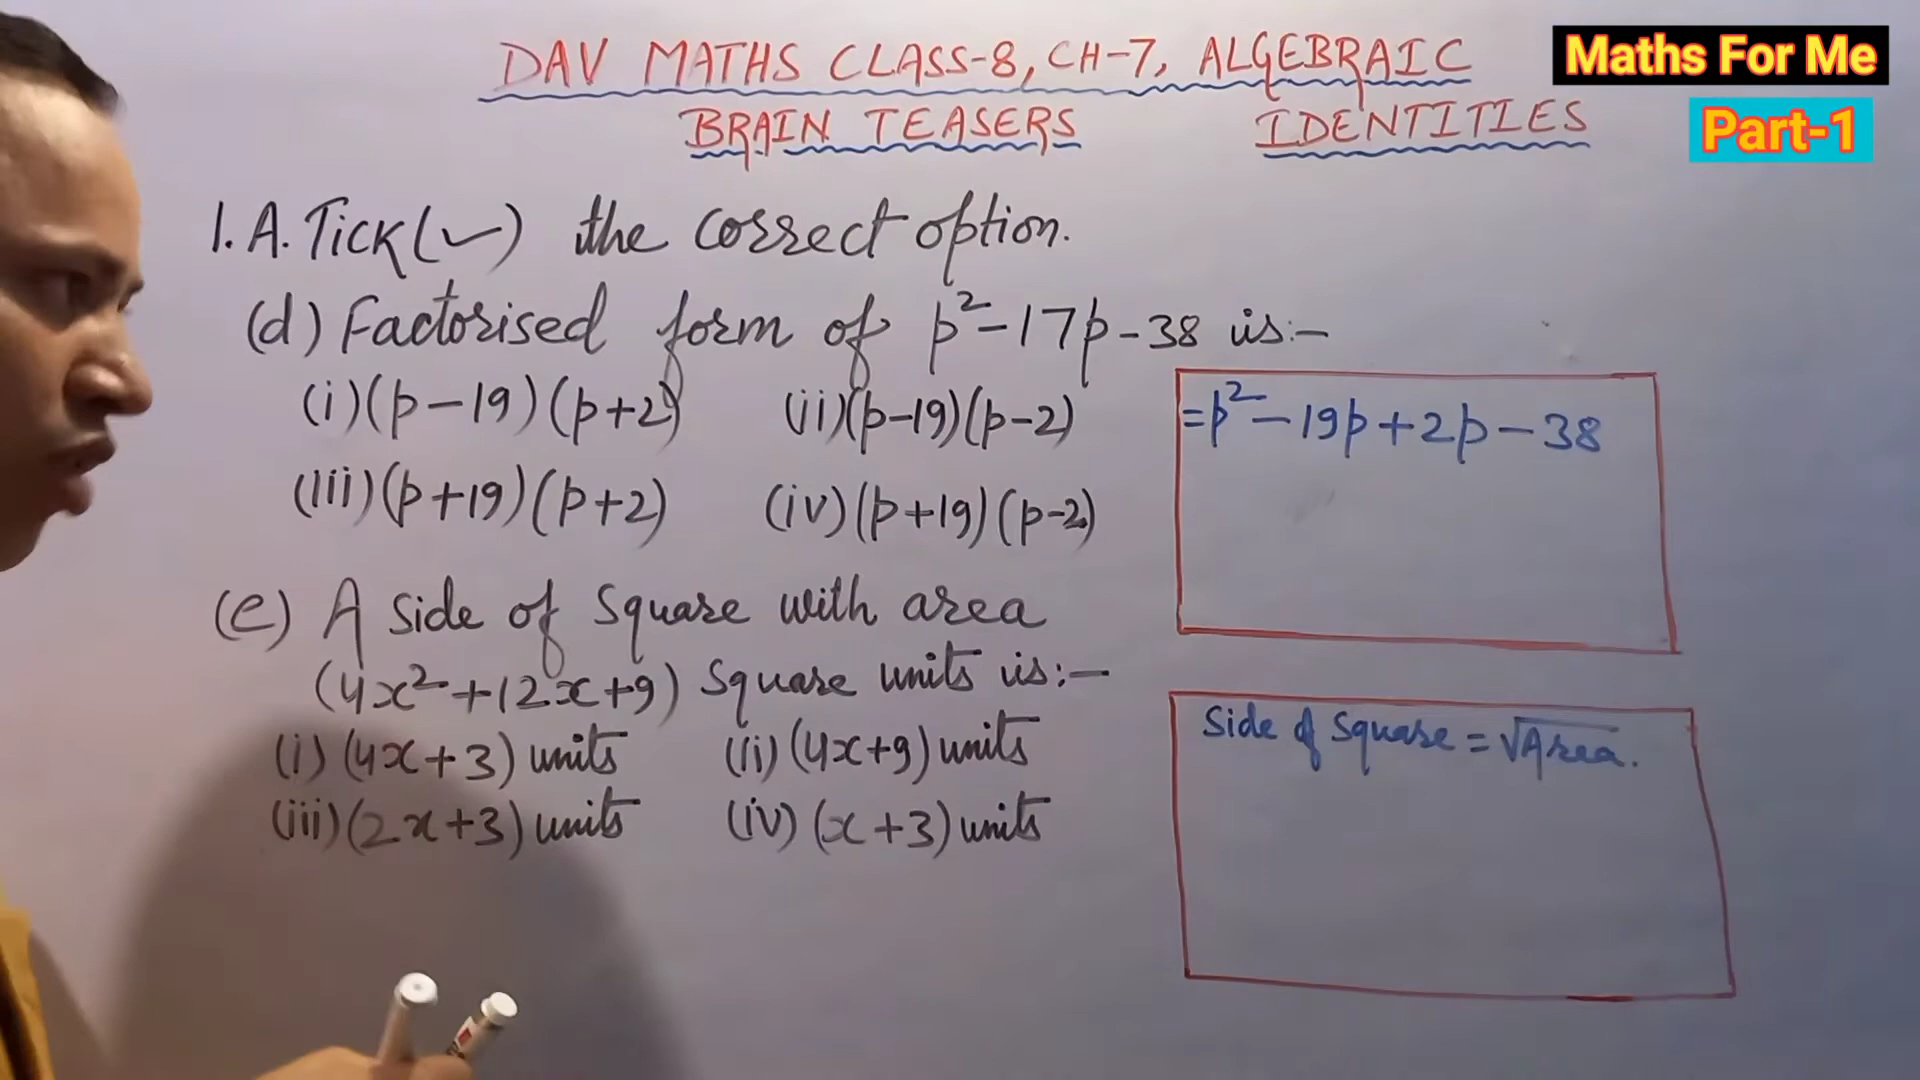 DAV MATHS CLASS-8, CH-7, ALGEBRAIC
BRAIN TEASERS IDENTITIES
Maths For Me
Part-1
1. A. Tick (✓) the correct option.
(d) Factorised form of p²-17p-38 is:-
(i) (p-19)(p+2) (ii) (p-19)(p-2)
(iii) (p+19)(p+2) (iv) (p+19)(p-2)
=p²-19p+2p-38
(e) A side of square with area
(4x²+12x+9) square units is:-
(i) (4x+3) units (ii) (4x+9) units
(iii) (2x+3) units (iv) (x+3) units
Side of Square = √Area.